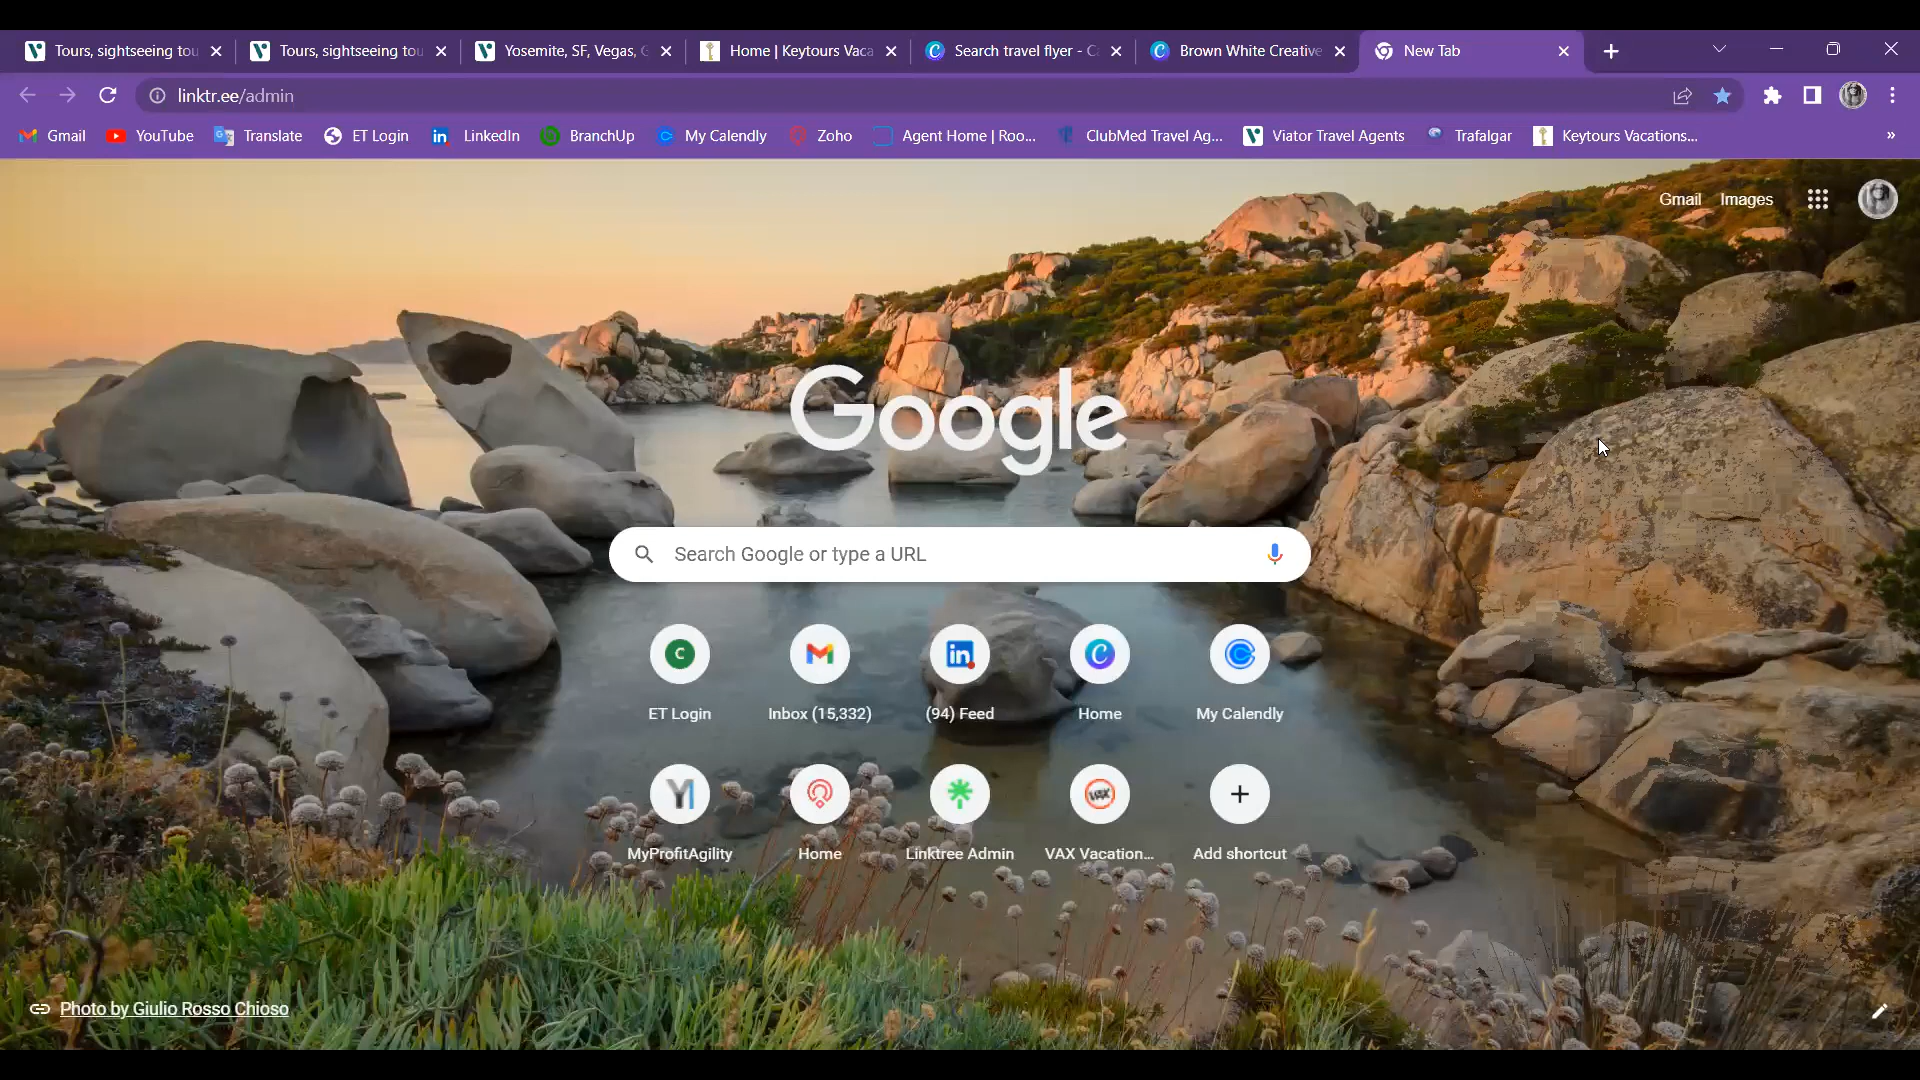 Tours, sightseeing tou
Tours, sightseeing tou
Yosemite, SF, Vegas, G
Home | Keytours Vaca
Search travel flyer - Ca
Brown White Creative
New Tab
linktr.ee/admin
Gmail
YouTube
Translate
ET Login
LinkedIn
BranchUp
My Calendly
Zoho
Agent Home | Roo...
ClubMed Travel Ag...
Viator Travel Agents
Trafalgar
Keytours Vacations...
»
Gmail
Images
Google
Search Google or type a URL
C
ET Login
Inbox (15,332)
in
(94) Feed
C
Home
My Calendly
MyProfitAgility
Home
Linktree Admin
VAX
VAX Vacation...
Add shortcut
Photo by Giulio Rosso Chioso